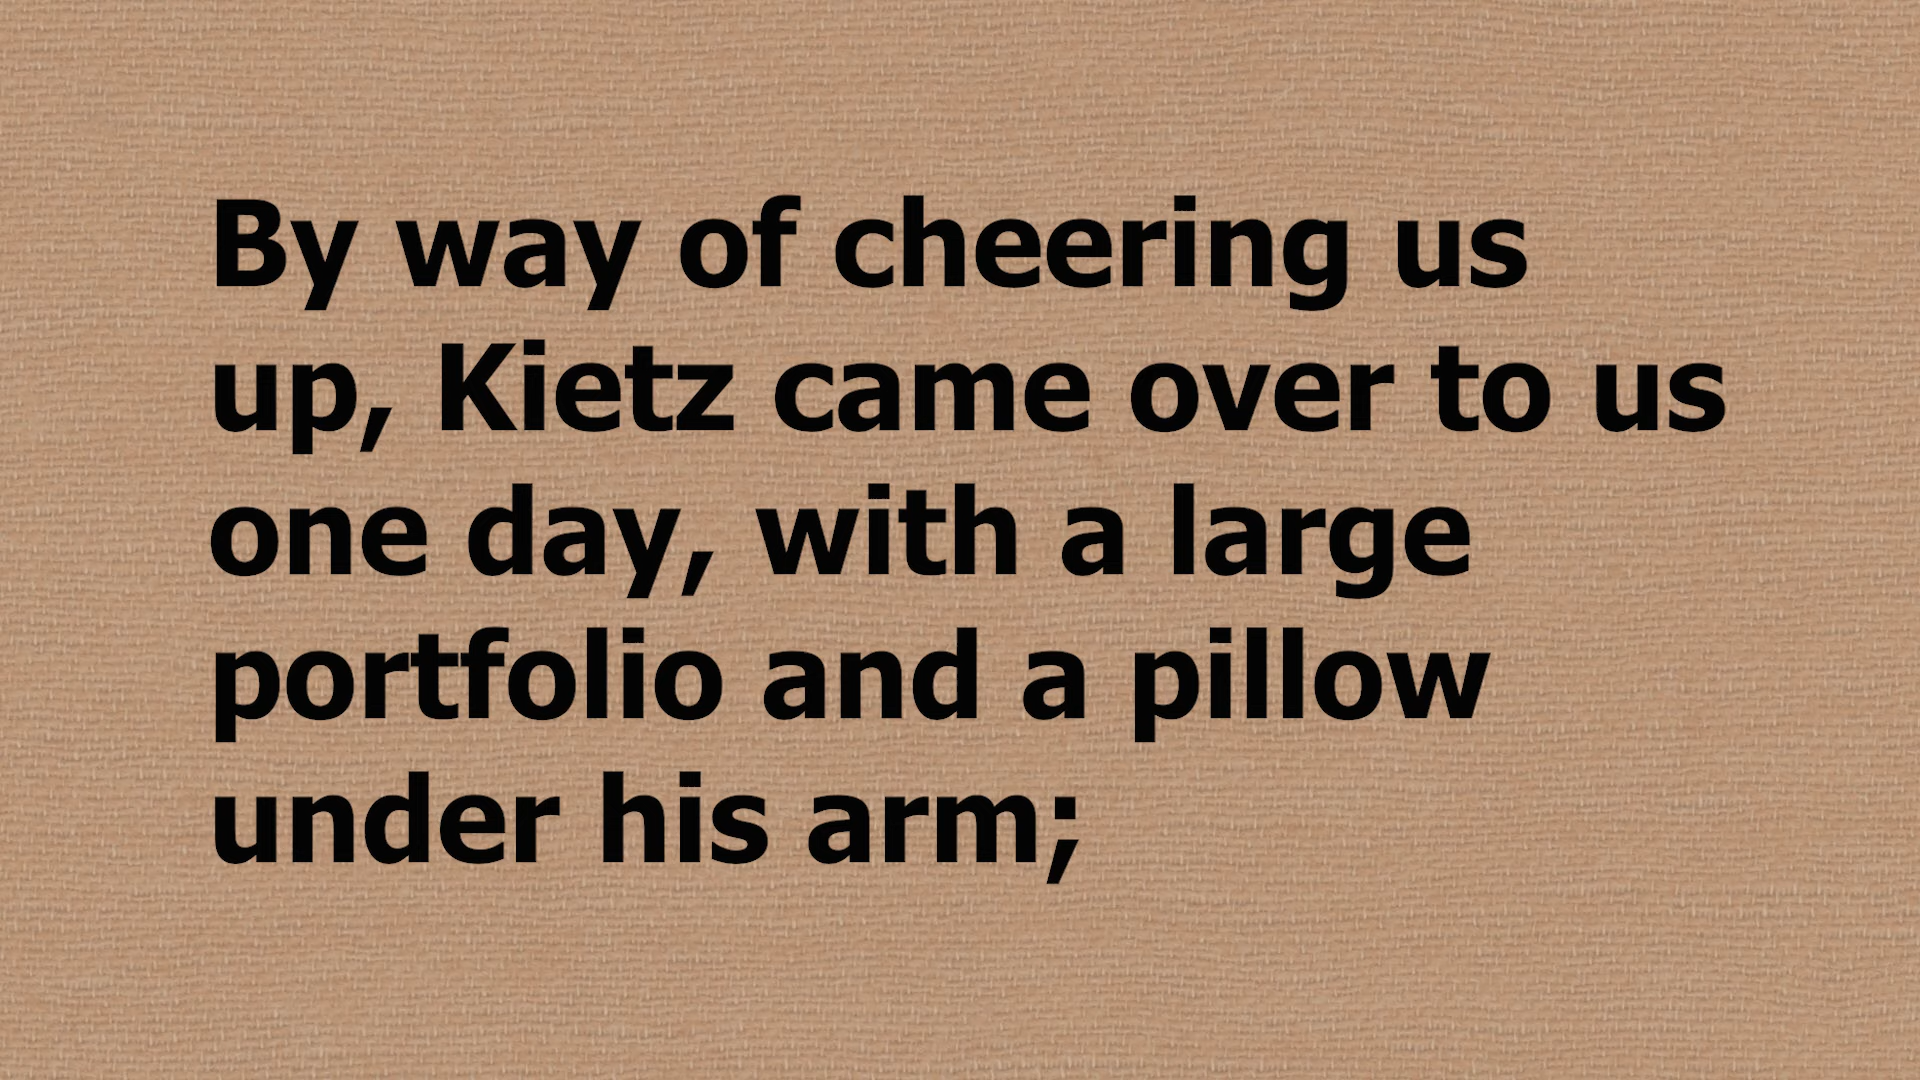 By way of cheering us
up, Kietz came over to us
one day, with a large
portfolio and a pillow
under his arm;